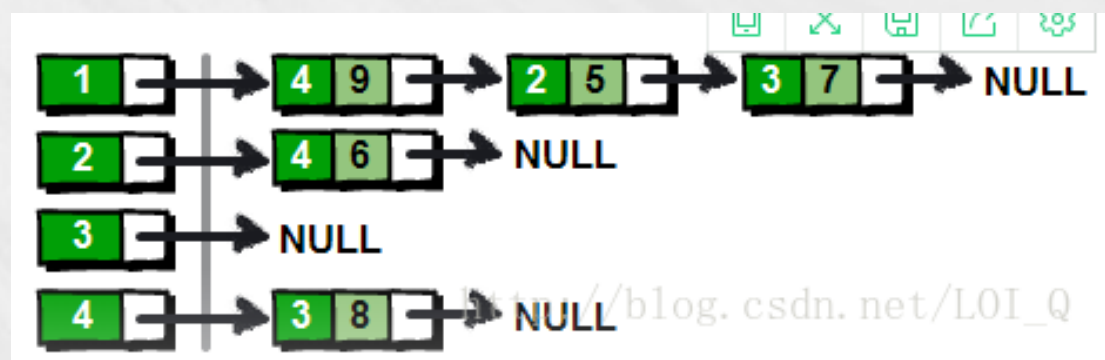 1 4 9 2 5 3 7 NULL
2 4 6 NULL
3 NULL
4 3 8 NULL
http://blog.csdn.net/LOI_Q